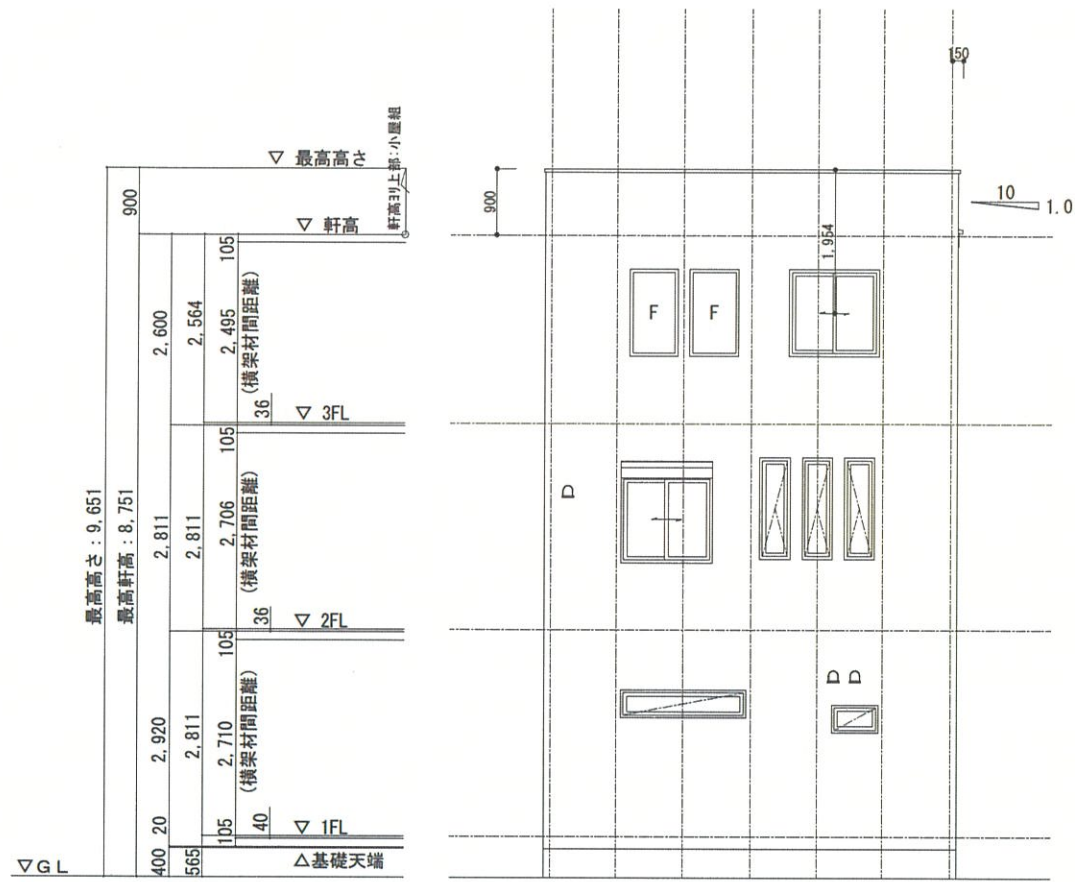 150
▽ 最高高さ
軒高ヨリ上部:小屋組
900
900
10
1.0
▽ 軒高
105
1,954
2,600
2,564
2,495
(横架材間距離)
F
F
36
▽ 3FL
105
最高高さ:9,651
最高軒高:8,751
2,811
2,811
2,706
(横架材間距離)
D
36
▽ 2FL
105
D D
2,920
2,811
2,710
(横架材間距離)
20
105
40
▽ 1FL
400
565
△基礎天端
▽GL